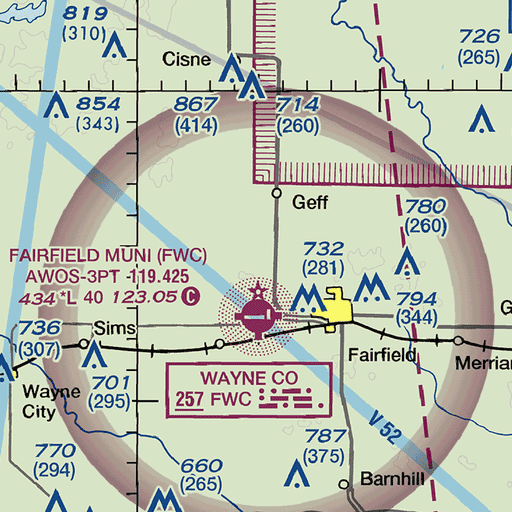 819
(310)
Cisne
726
(265)
854
(343)
867
(414)
714
(260)
Geff
780
(260)
FAIRFIELD MUNI (FWC)
AWOS-3PT 119.425
434 *L 40 123.05 C
732
(281)
794
(344)
736
(307)
Sims
G
Fairfield
Merriam
701
(295)
Wayne
City
WAYNE CO
257 FWC
V 52
770
(294)
660
(265)
787
(375)
Barnhill